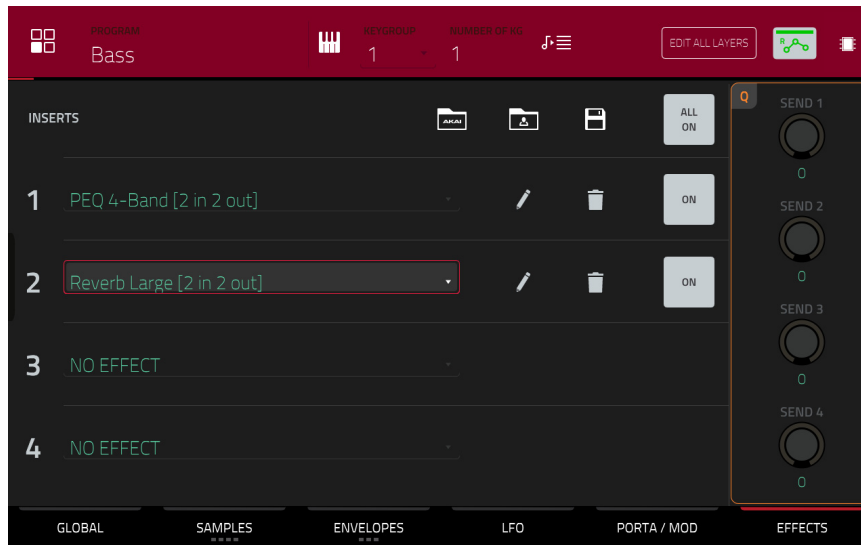 PROGRAM
Bass
KEYGROUP
1
NUMBER OF KG
1
EDIT ALL LAYERS
R
INSERTS
AKAI
ALL
ON
Q
SEND 1
0
1
PEQ 4-Band [2 in 2 out]
ON
SEND 2
0
2
Reverb Large [2 in 2 out]
ON
SEND 3
0
3
NO EFFECT
SEND 4
0
4
NO EFFECT
GLOBAL
SAMPLES
ENVELOPES
LFO
PORTA / MOD
EFFECTS